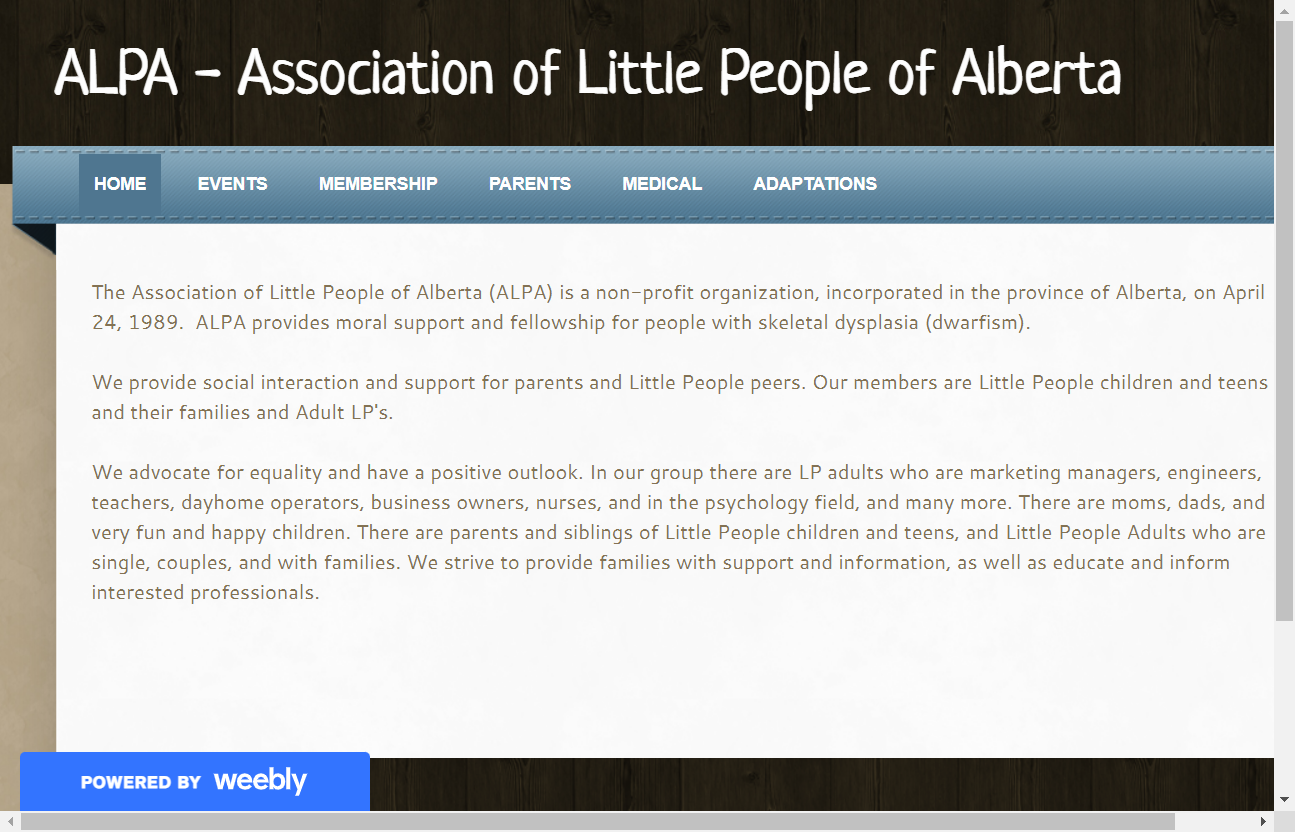 ALPA - Association of Little People of Alberta
HOME EVENTS MEMBERSHIP PARENTS MEDICAL ADAPTATIONS
The Association of Little People of Alberta (ALPA) is a non-profit organization, incorporated in the province of Alberta, on April
24, 1989.  ALPA provides moral support and fellowship for people with skeletal dysplasia (dwarfism).
We provide social interaction and support for parents and Little People peers. Our members are Little People children and teens
and their families and Adult LP's.
We advocate for equality and have a positive outlook. In our group there are LP adults who are marketing managers, engineers,
teachers, dayhome operators, business owners, nurses, and in the psychology field, and many more. There are moms, dads, and
very fun and happy children. There are parents and siblings of Little People children and teens, and Little People Adults who are
single, couples, and with families. We strive to provide families with support and information, as well as educate and inform
interested professionals.
POWERED BY weebly